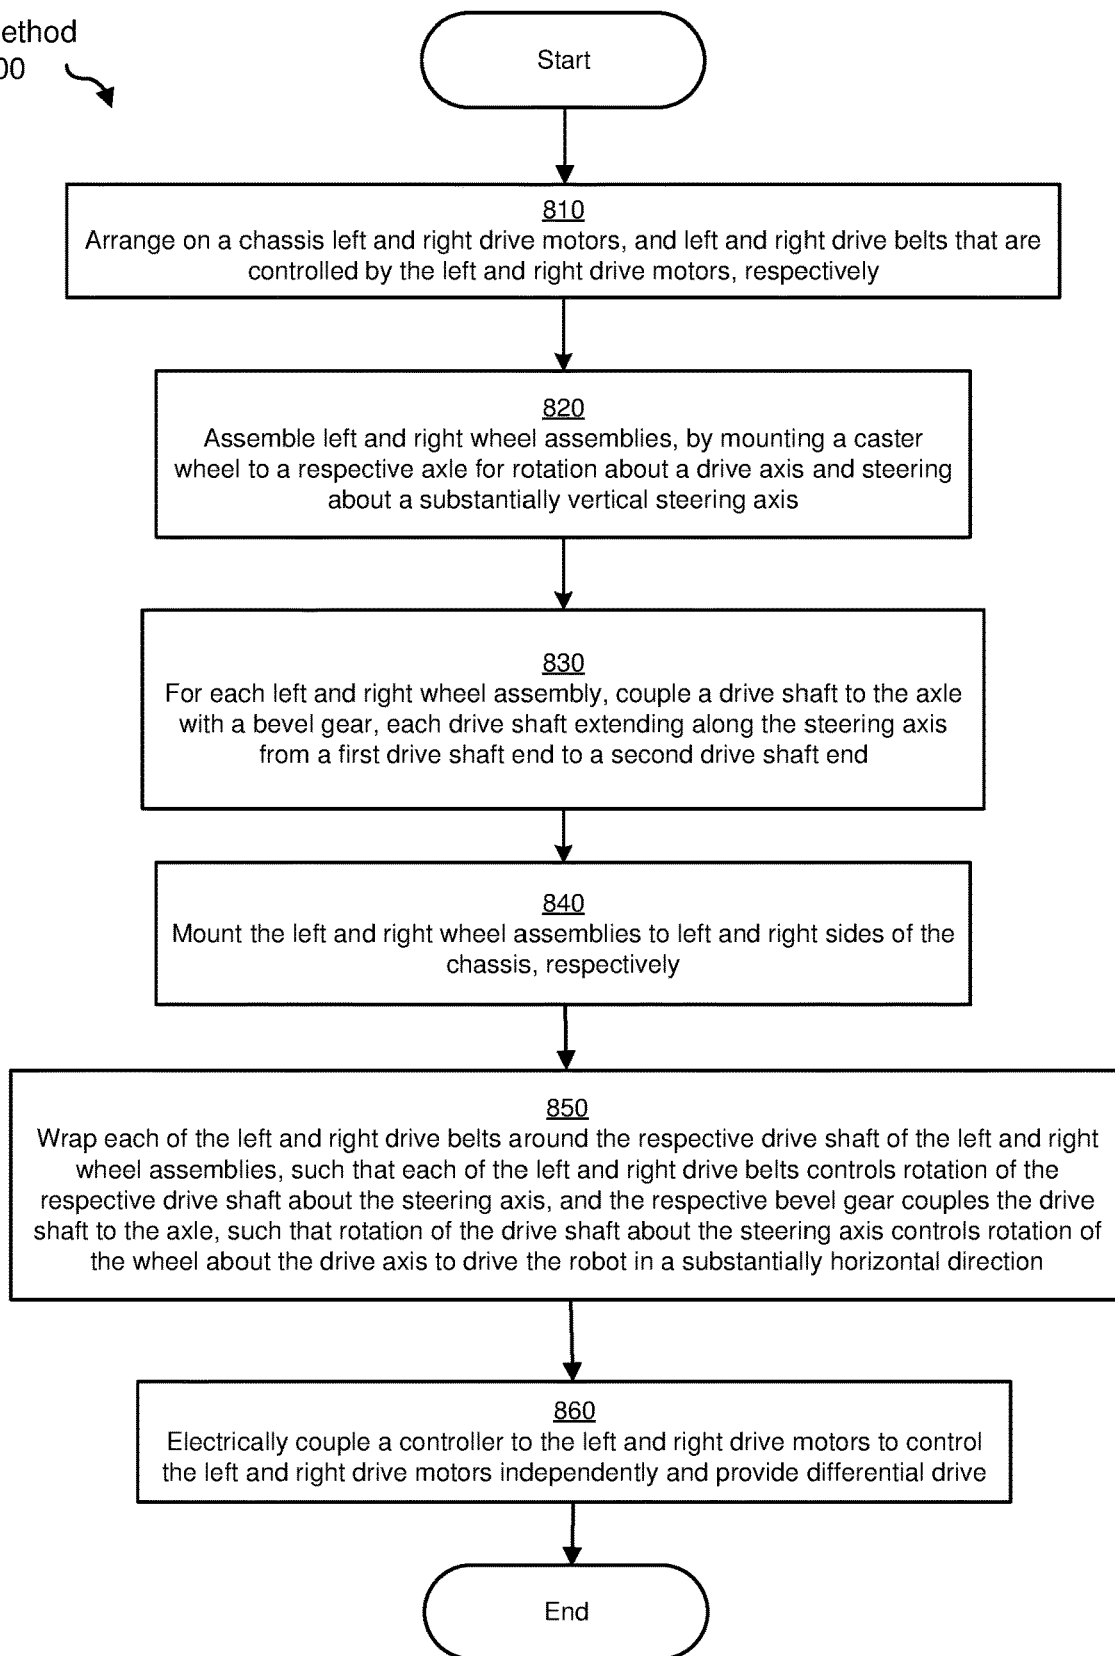 ethod
00
Start
810
Arrange on a chassis left and right drive motors, and left and right drive belts that are
controlled by the left and right drive motors, respectively
820
Assemble left and right wheel assemblies, by mounting a caster
wheel to a respective axle for rotation about a drive axis and steering
about a substantially vertical steering axis
830
For each left and right wheel assembly, couple a drive shaft to the axle
with a bevel gear, each drive shaft extending along the steering axis
from a first drive shaft end to a second drive shaft end
840
Mount the left and right wheel assemblies to left and right sides of the
chassis, respectively
850
Wrap each of the left and right drive belts around the respective drive shaft of the left and right
wheel assemblies, such that each of the left and right drive belts controls rotation of the
respective drive shaft about the steering axis, and the respective bevel gear couples the drive
shaft to the axle, such that rotation of the drive shaft about the steering axis controls rotation of
the wheel about the drive axis to drive the robot in a substantially horizontal direction
860
Electrically couple a controller to the left and right drive motors to control
the left and right drive motors independently and provide differential drive
End